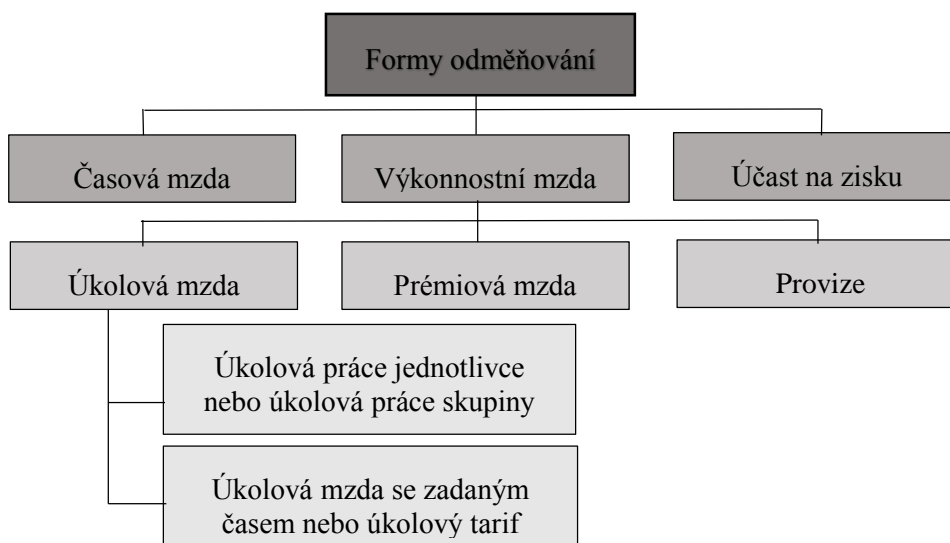 Formy odměňování
Časová mzda
Výkonnostní mzda
Účast na zisku
Úkolová mzda
Prémiová mzda
Provize
Úkolová práce jednotlivce
nebo úkolová práce skupiny
Úkolová mzda se zadaným
časem nebo úkolový tarif